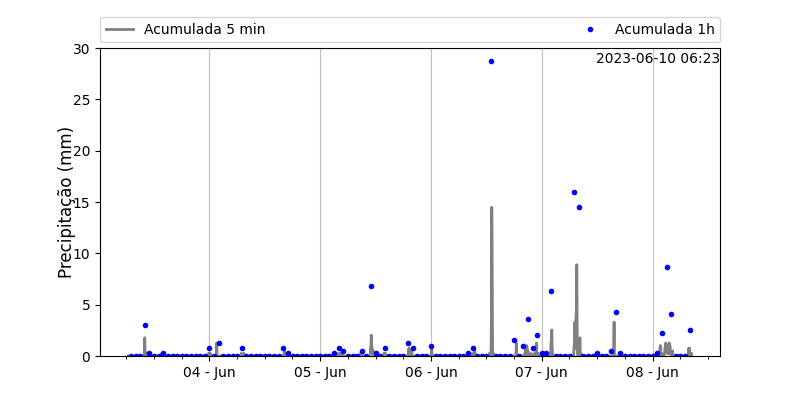 Acumulada 5 min
Acumulada 1h
2023-06-10 06:23
Precipitação (mm)
30
25
20
15
10
5
0
04 - Jun
05 - Jun
06 - Jun
07 - Jun
08 - Jun